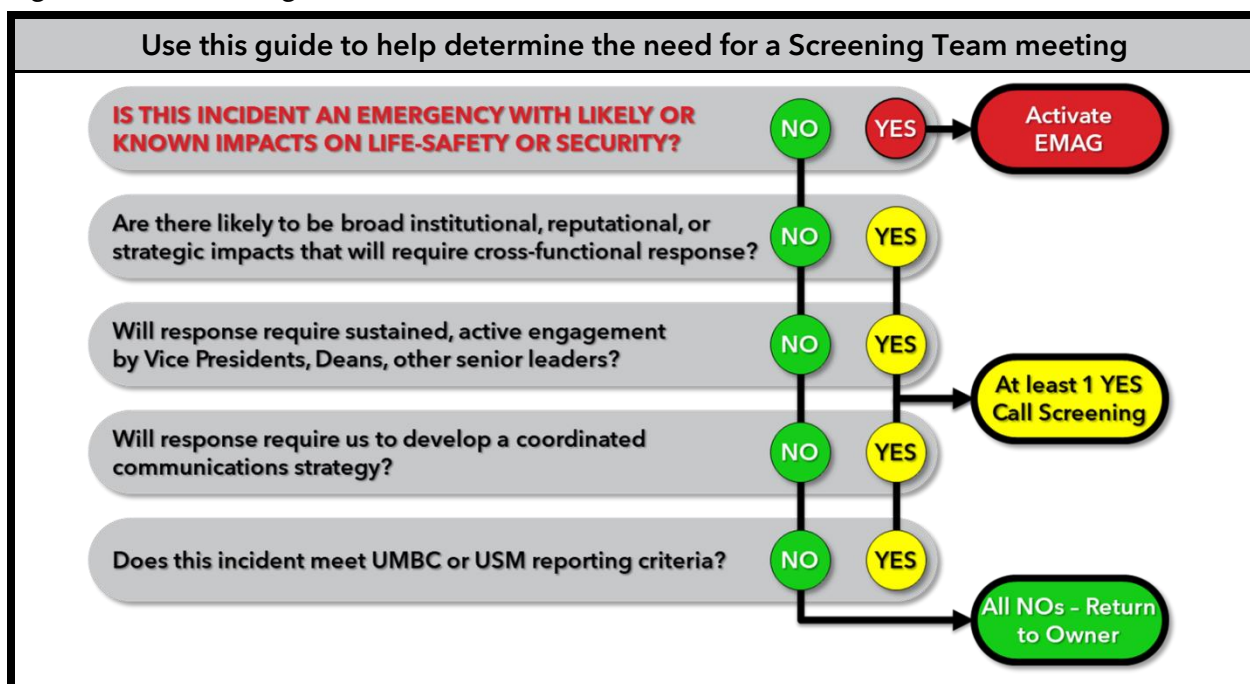 Use this guide to help determine the need for a Screening Team meeting
IS THIS INCIDENT AN EMERGENCY WITH LIKELY OR
KNOWN IMPACTS ON LIFE-SAFETY OR SECURITY?
NO
YES
Activate
EMAG
Are there likely to be broad institutional, reputational, or
strategic impacts that will require cross-functional response?
NO
YES
Will response require sustained, active engagement
by Vice Presidents, Deans, other senior leaders?
NO
YES
At least 1 YES
Call Screening
Will response require us to develop a coordinated
communications strategy?
NO
YES
Does this incident meet UMBC or USM reporting criteria?
NO
YES
All NOs – Return
to Owner